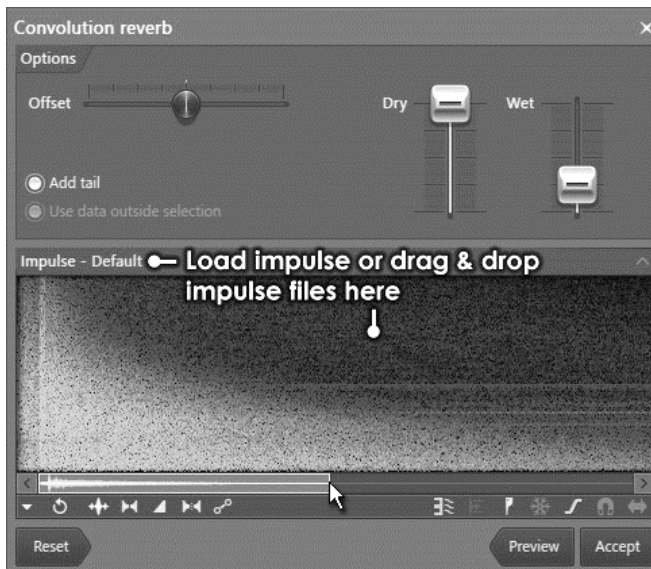 Convolution reverb
Options
Offset
Dry
Wet
Add tail
Use data outside selection
Impulse - Default
Load impulse or drag & drop
impulse files here
Reset
Preview
Accept